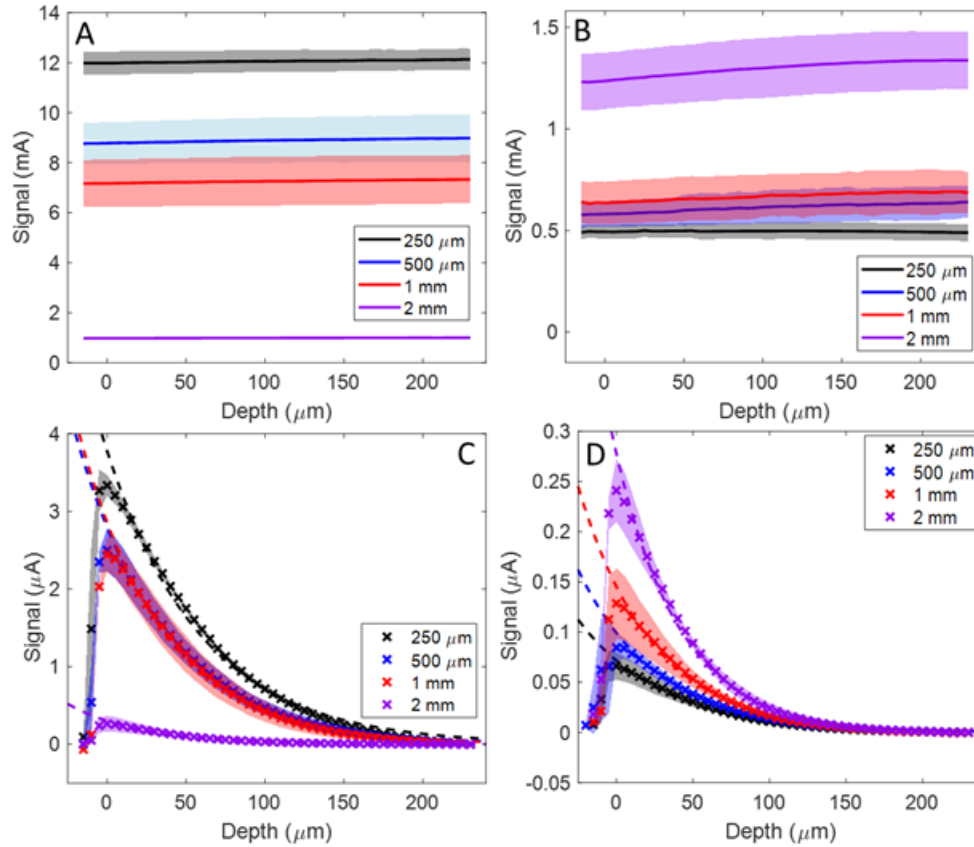 A
Signal (mA)
14
12
10
8
6
4
2
0
250 μm
500 μm
1 mm
2 mm
0 50 100 150 200
Depth (μm)
B
Signal (mA)
1.5
1
0.5
0
250 μm
500 μm
1 mm
2 mm
0 50 100 150 200
Depth (μm)
C
Signal (μA)
4
3
2
1
0
250 μm
500 μm
1 mm
2 mm
0 50 100 150 200
Depth (μm)
D
Signal (μA)
0.3
0.25
0.2
0.15
0.1
0.05
0
-0.05
250 μm
500 μm
1 mm
2 mm
0 50 100 150 200
Depth (μm)